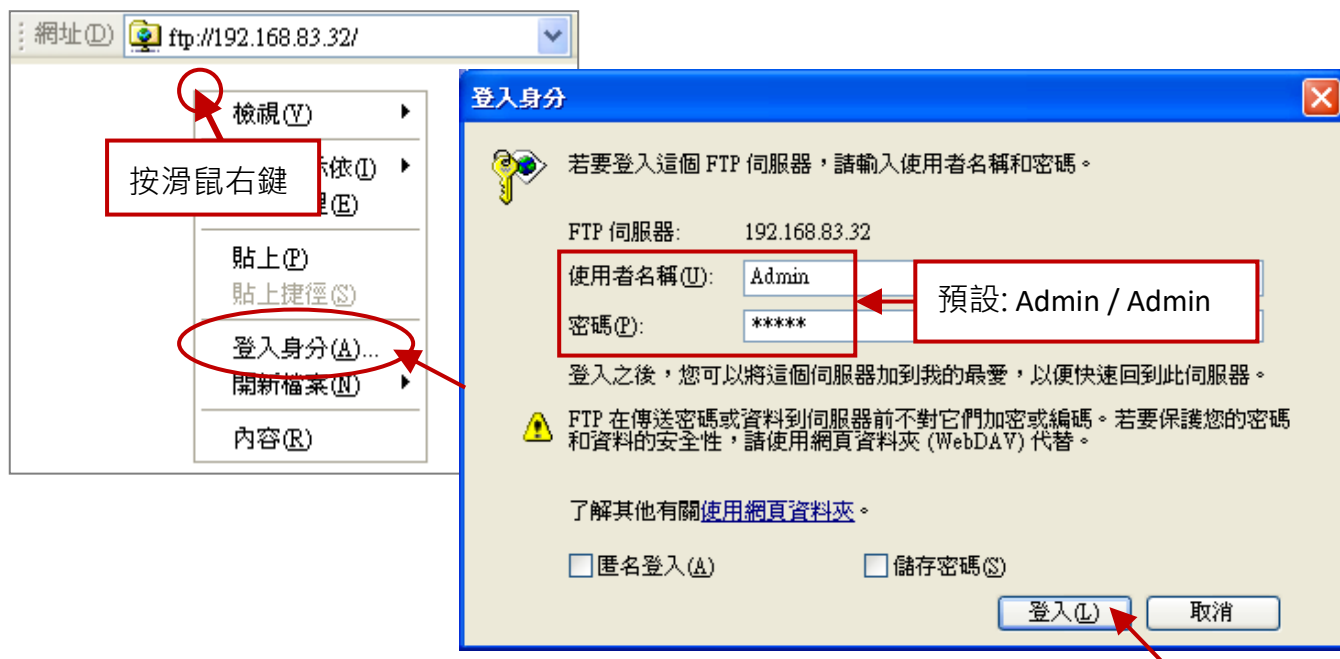 網址(D) ftp://192.168.83.32/
檢視(V)
按滑鼠右鍵
依(I)
(E)
貼上(P)
貼上捷徑(S)
登入身分(A)...
開新檔案(N)
內容(R)
登入身分
若要登入這個 FTP 伺服器，請輸入使用者名稱和密碼。
FTP 伺服器: 192.168.83.32
使用者名稱(U): Admin
密碼(P): *****
預設: Admin / Admin
登入之後，您可以將這個伺服器加到我的最愛，以便快速回到此伺服器。
FTP 在傳送密碼或資料到伺服器前不對它們加密或編碼。若要保護您的密碼
和資料的安全性，請使用網頁資料夾 (WebDAV) 代替。
了解其他有關使用網頁資料夾。
匿名登入(A) 儲存密碼(S)
登入(L) 取消